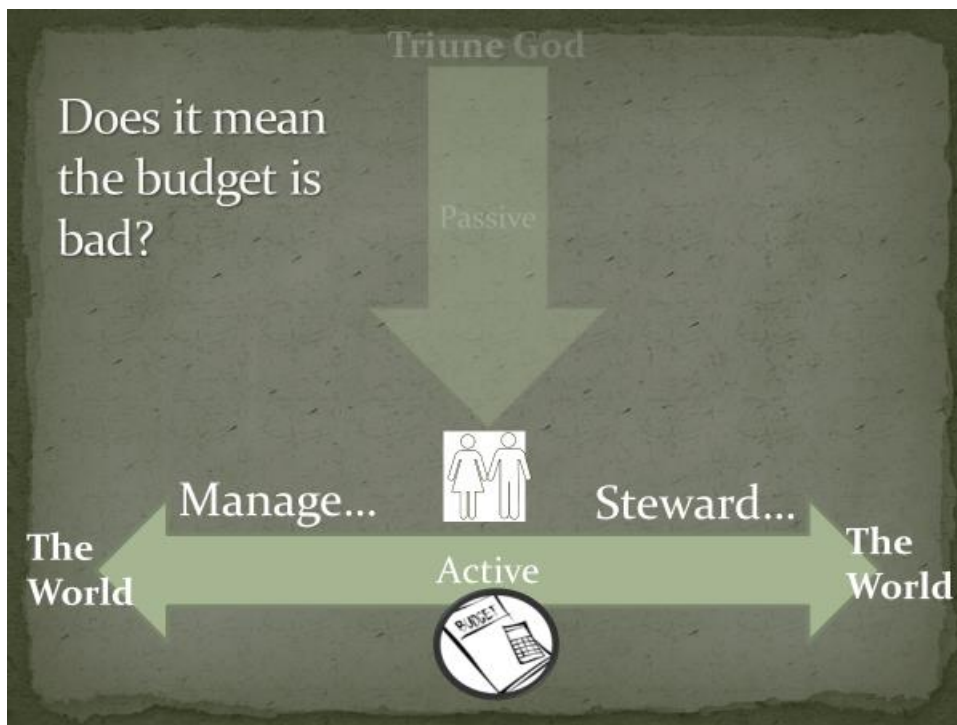 Triune God
Does it mean
the budget is
bad?
Passive
Manage...
Steward...
The
World
Active
The
World
BUDGET